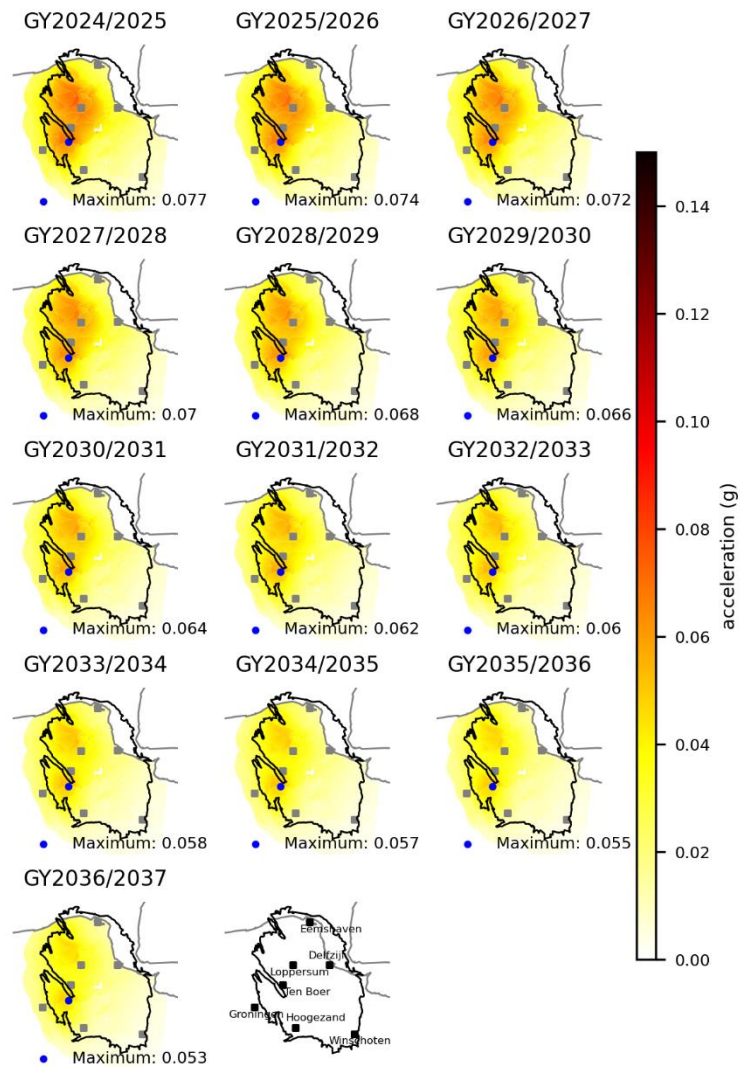 GY2024/2025
GY2025/2026
GY2026/2027
Maximum: 0.077
Maximum: 0.074
Maximum: 0.072
GY2027/2028
GY2028/2029
GY2029/2030
Maximum: 0.07
Maximum: 0.068
Maximum: 0.066
GY2030/2031
GY2031/2032
GY2032/2033
Maximum: 0.064
Maximum: 0.062
Maximum: 0.06
GY2033/2034
GY2034/2035
GY2035/2036
Maximum: 0.058
Maximum: 0.057
Maximum: 0.055
GY2036/2037
Maximum: 0.053
Eemshaven
Delfzijl
Loppersum
Ten Boer
Groningen
Hoogezand
Winschoten
0.14
0.12
0.10
0.08
0.06
0.04
0.02
0.00
acceleration (g)